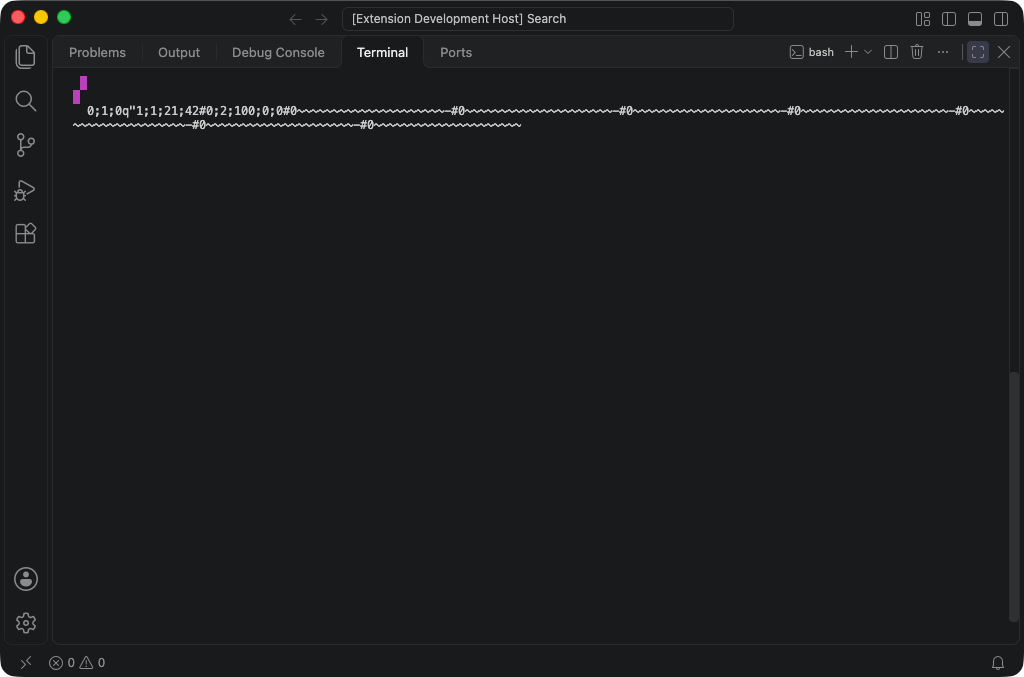 [Extension Development Host] Search
Problems
Output
Debug Console
Terminal
Ports
bash
0;1;0q"1;1;21;42#0;2;100;0;0#0~~~~~~~~~~~~~~~~~~~~~-#0~~~~~~~~~~~~~~~~~~~~~-#0~~~~~~~~~~~~~~~~~~~~~-#0~~~~~~~~~~~~~~~~~~~~~-#0~~~~~
~~~~~~~~~~~~~~~~-#0~~~~~~~~~~~~~~~~~~~~~-#0~~~~~~~~~~~~~~~~~~~~~
0
0